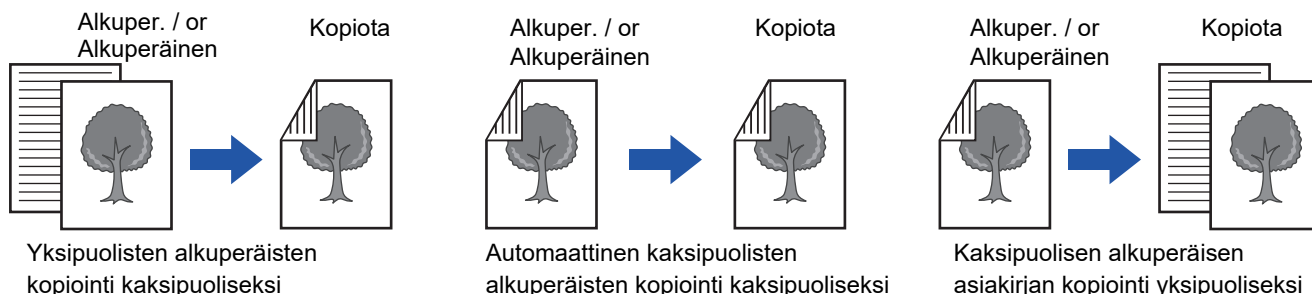 Alkuper. / or
Alkuperäinen
Kopiota
Yksipuolisten alkuperäisten
kopiointi kaksipuoliseksi
Alkuper. / or
Alkuperäinen
Kopiota
Automaattinen kaksipuolisten
alkuperäisten kopiointi kaksipuoliseksi
Alkuper. / or
Alkuperäinen
Kopiota
Kaksipuolisen alkuperäisen
asiakirjan kopiointi yksipuoliseksi